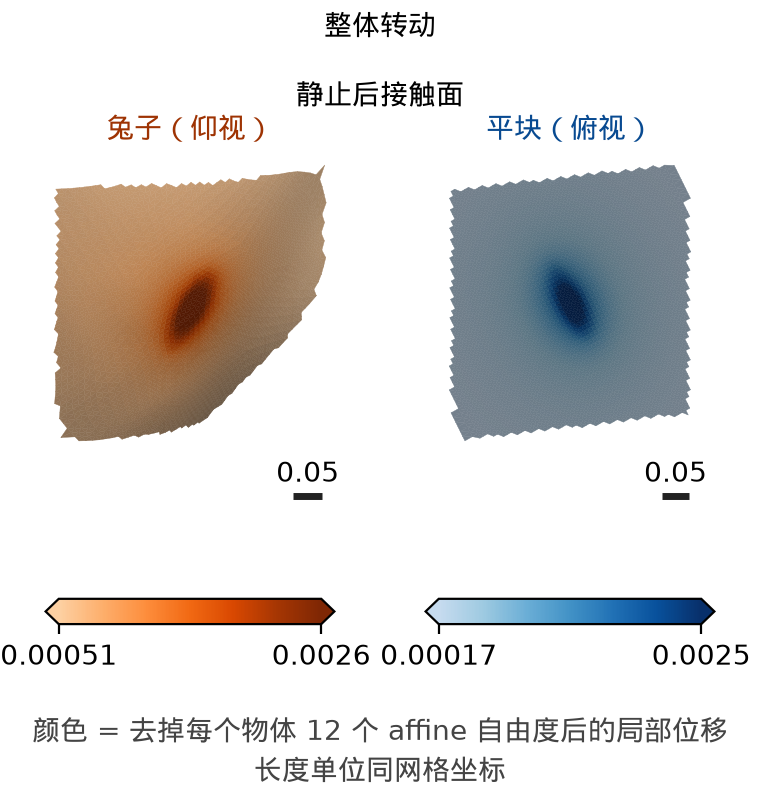 整体转动
静止后接触面
兔子（仰视）
平块（俯视）
0.05
0.05
0.00051
0.0026
0.00017
0.0025
颜色 = 去掉每个物体 12 个 affine 自由度后的局部位移
长度单位同网格坐标